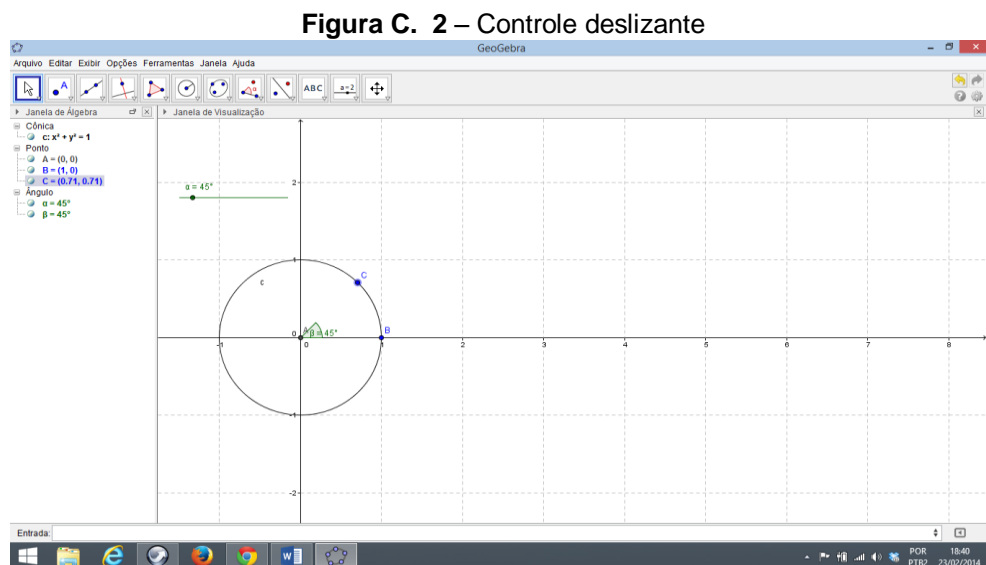 Figura C. 2 – Controle deslizante
GeoGebra
Arquivo Editar Exibir Opções Ferramentas Janela Ajuda
A
α
ABC
a=2
Janela de Álgebra
Janela de Visualização
Cônica
c: x² + y² = 1
Ponto
A = (0, 0)
B = (1, 0)
C = (0.71, 0.71)
Ângulo
α = 45°
β = 45°
α = 45°
2
1
C
c
0 A β = 45° B
-1 0 1 2 3 4 5 6 7 8
-1
-2
Entrada:
W
POR 18:40
PTB2 23/02/2014